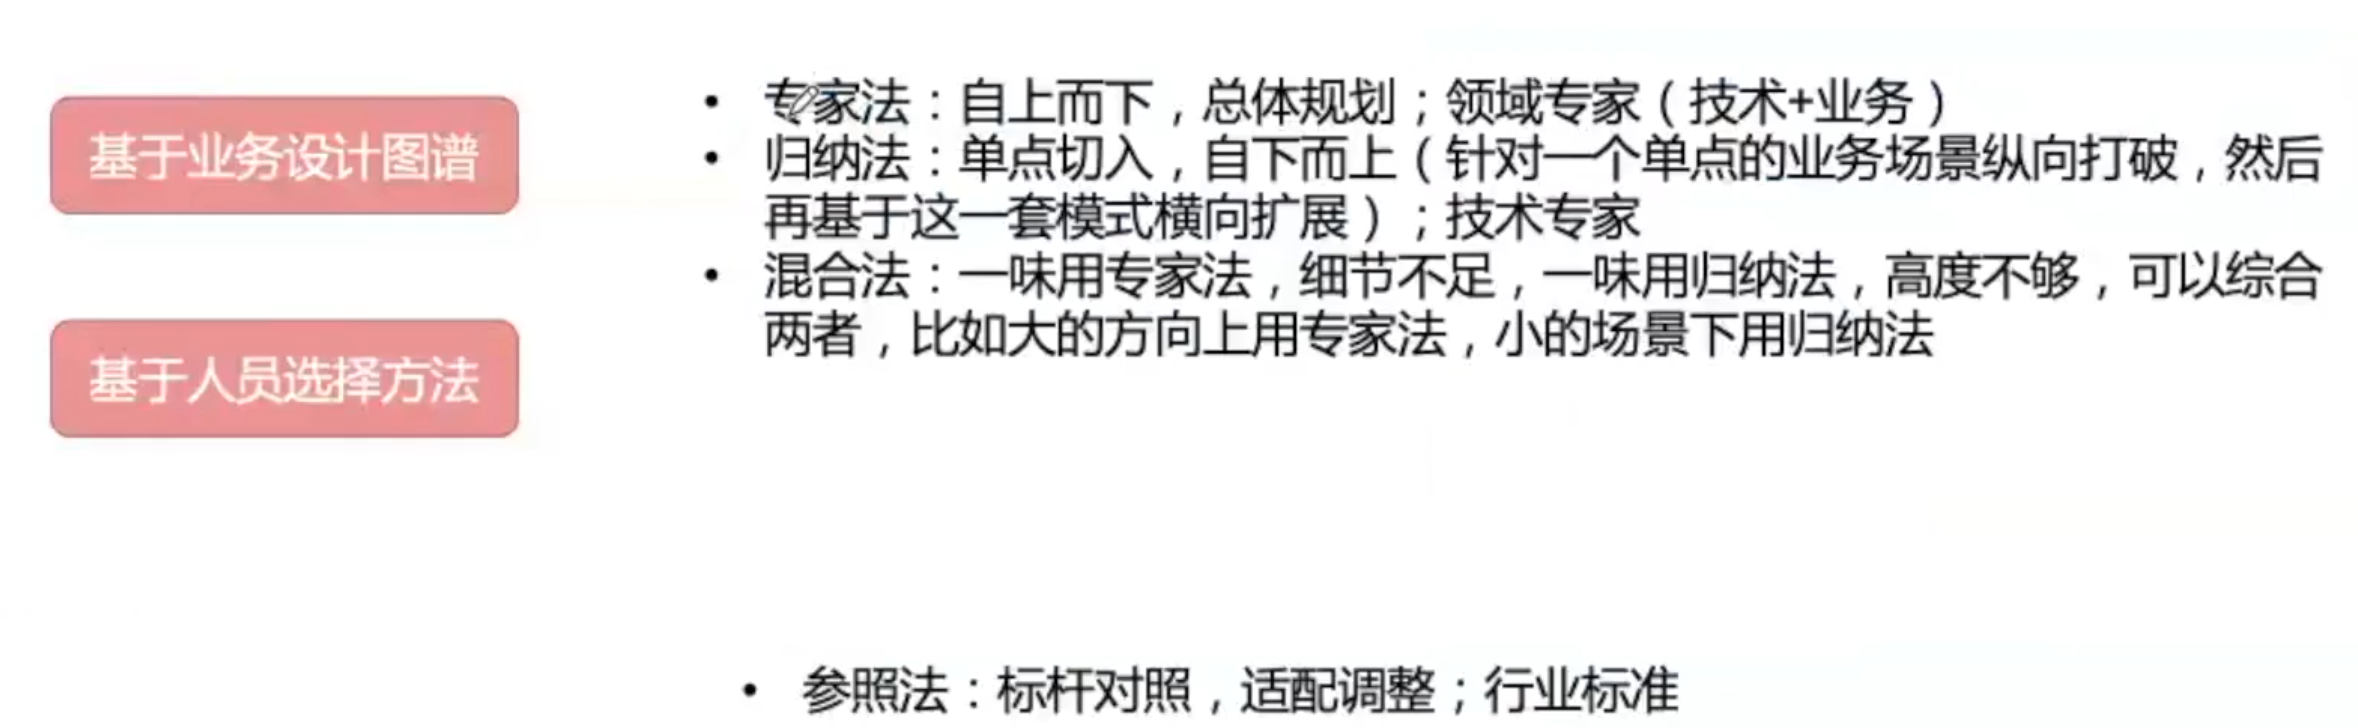 基于业务设计图谱
基于人员选择方法
• 专家法：自上而下，总体规划；领域专家（技术+业务）
• 归纳法：单点切入，自下而上（针对一个单点的业务场景纵向打破，然后
再基于这一套模式横向扩展）；技术专家
• 混合法：一味用专家法，细节不足，一味用归纳法，高度不够，可以综合
两者，比如大的方向上用专家法，小的场景下用归纳法
• 参照法：标杆对照，适配调整；行业标准